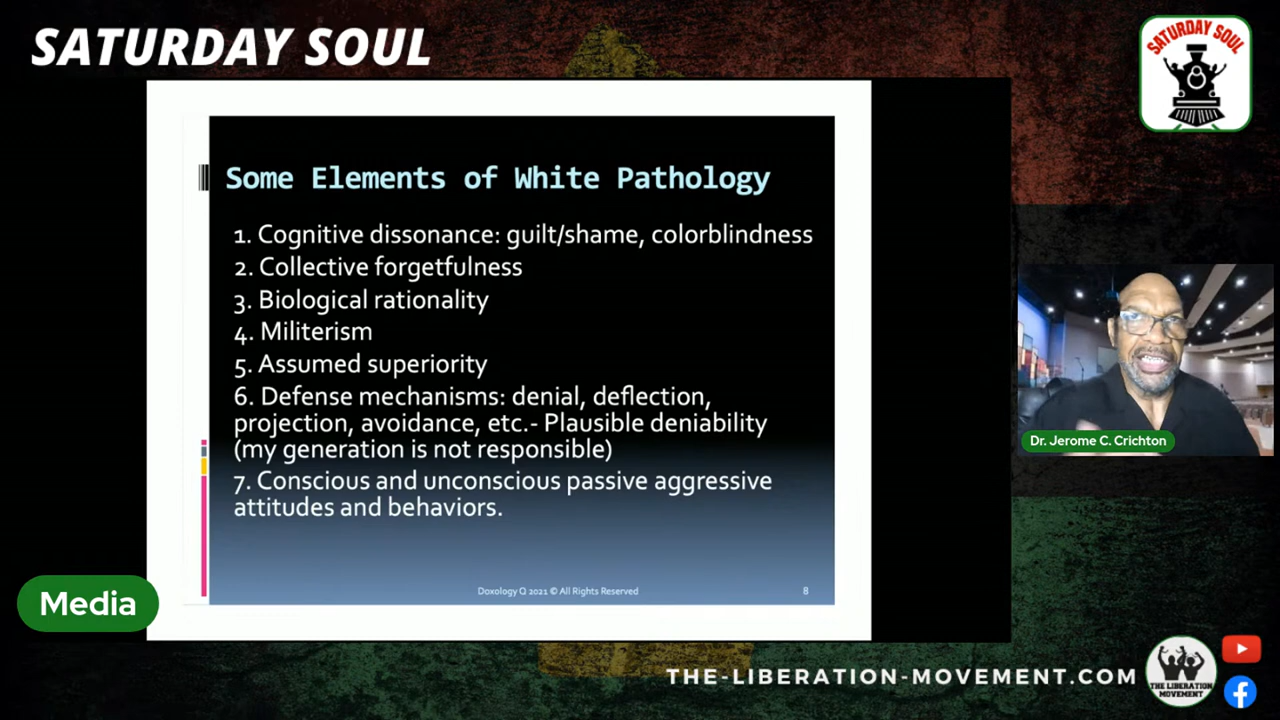 SATURDAY SOUL
SATURDAY SOUL
Some Elements of White Pathology
1. Cognitive dissonance: guilt/shame, colorblindness
2. Collective forgetfulness
3. Biological rationality
4. Militerism
5. Assumed superiority
6. Defense mechanisms: denial, deflection,
projection, avoidance, etc.- Plausible deniability
(my generation is not responsible)
7. Conscious and unconscious passive aggressive
attitudes and behaviors.
Doxology Q 2021 © All Rights Reserved
8
Dr. Jerome C. Crichton
Media
THE-LIBERATION-MOVEMENT.COM
THE LIBERATION
MOVEMENT